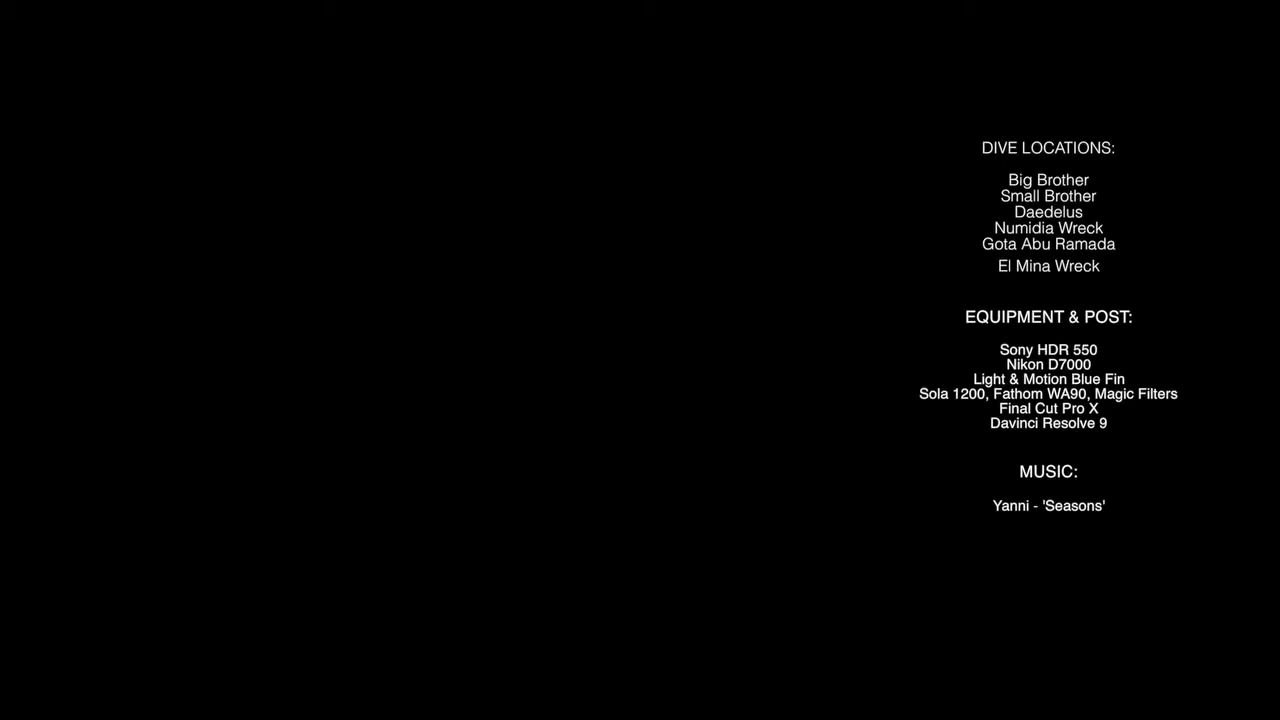 DIVE LOCATIONS:
Big Brother
Small Brother
Daedelus
Numidia Wreck
Gota Abu Ramada
El Mina Wreck
EQUIPMENT & POST:
Sony HDR 550
Nikon D7000
Light & Motion Blue Fin
Sola 1200, Fathom WA90, Magic Filters
Final Cut Pro X
Davinci Resolve 9
MUSIC:
Yanni - 'Seasons'